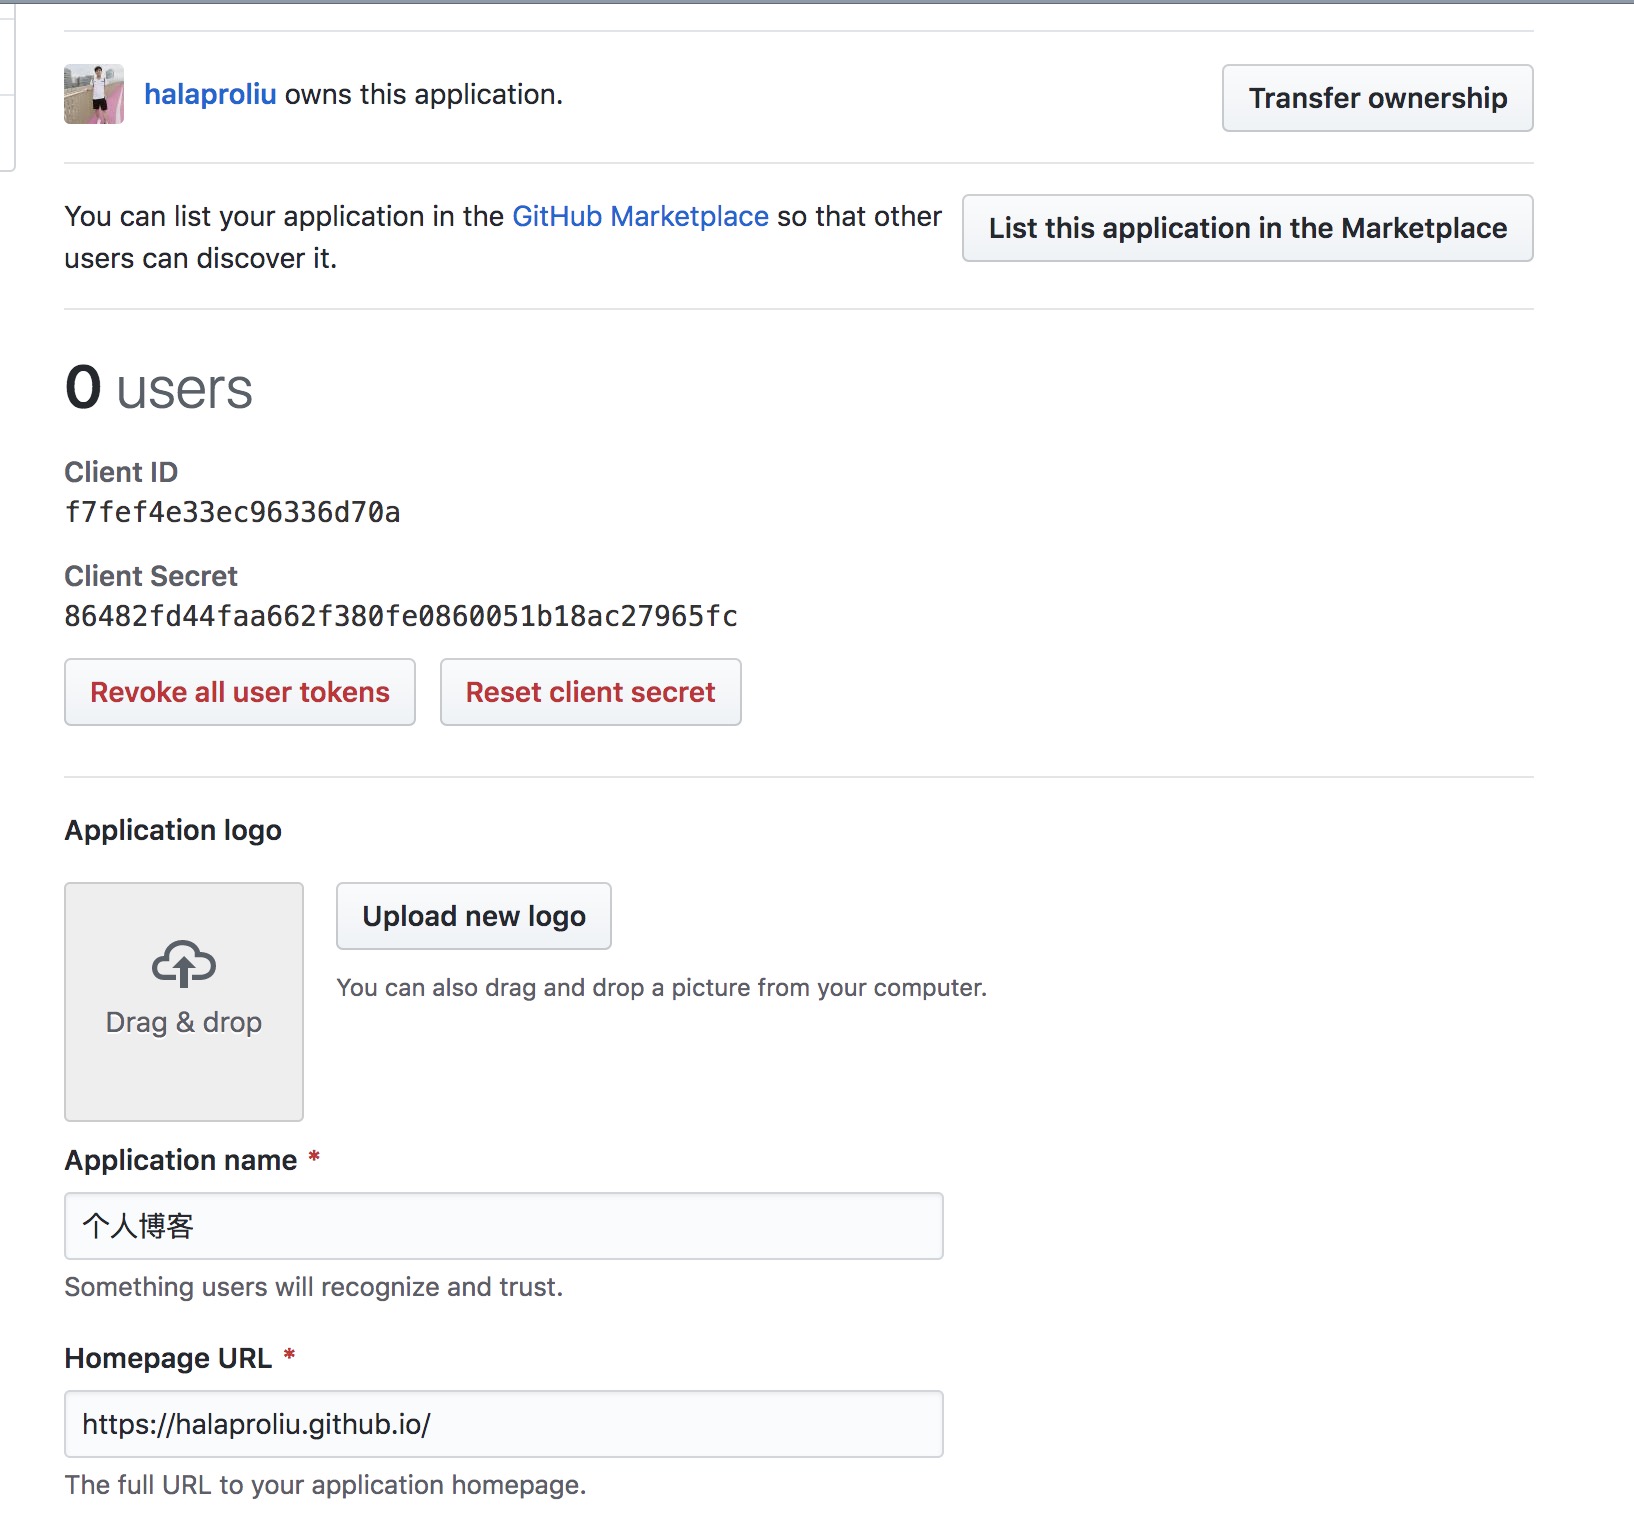 halaproliu owns this application.
Transfer ownership
You can list your application in the GitHub Marketplace so that other
users can discover it.
List this application in the Marketplace
0 users
Client ID
f7fef4e33ec96336d70a
Client Secret
86482fd44faa662f380fe0860051b18ac27965fc
Revoke all user tokens
Reset client secret
Application logo
Drag & drop
Upload new logo
You can also drag and drop a picture from your computer.
Application name *
个人博客
Something users will recognize and trust.
Homepage URL *
https://halaproliu.github.io/
The full URL to your application homepage.